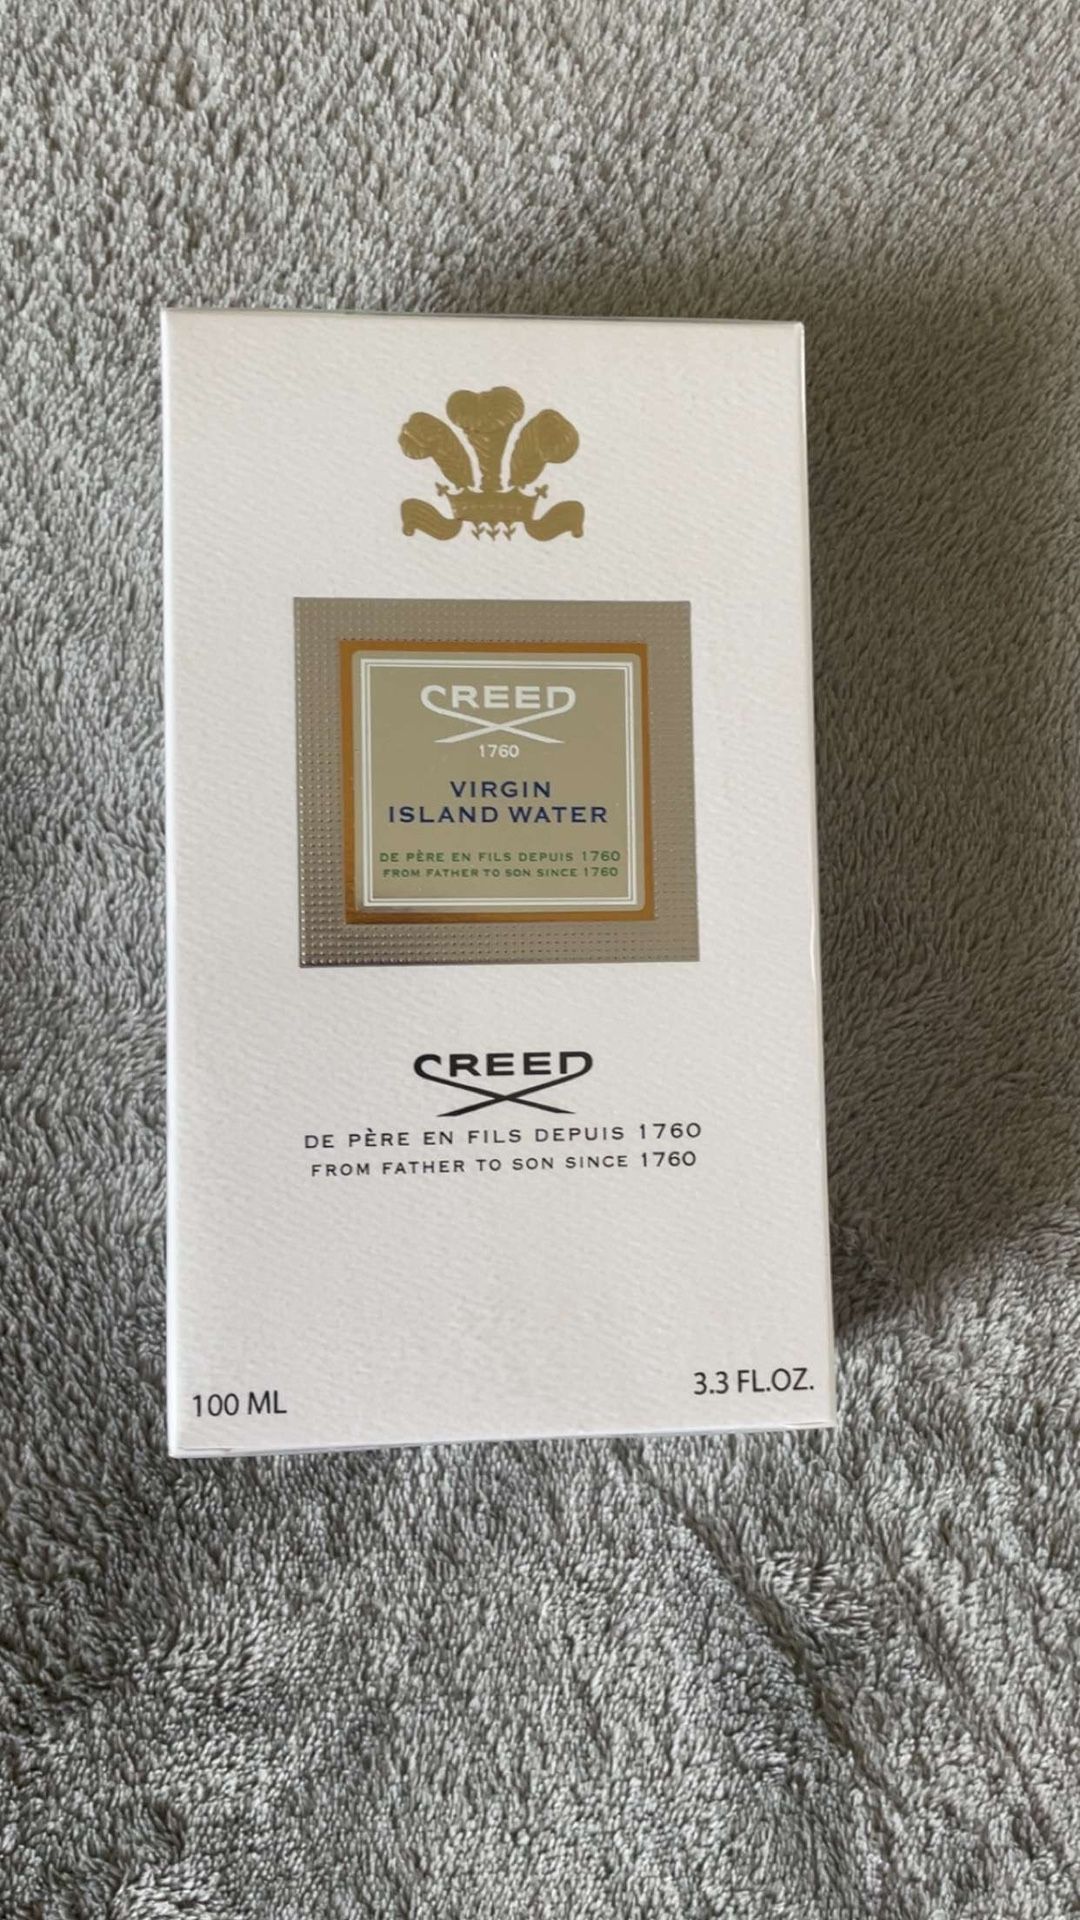 CREED
1760
VIRGIN
ISLAND WATER
DE PÈRE EN FILS DEPUIS 1760
FROM FATHER TO SON SINCE 1760
CREED
DE PÈRE EN FILS DEPUIS 1760
FROM FATHER TO SON SINCE 1760
100 ML
3.3 FL.OZ.